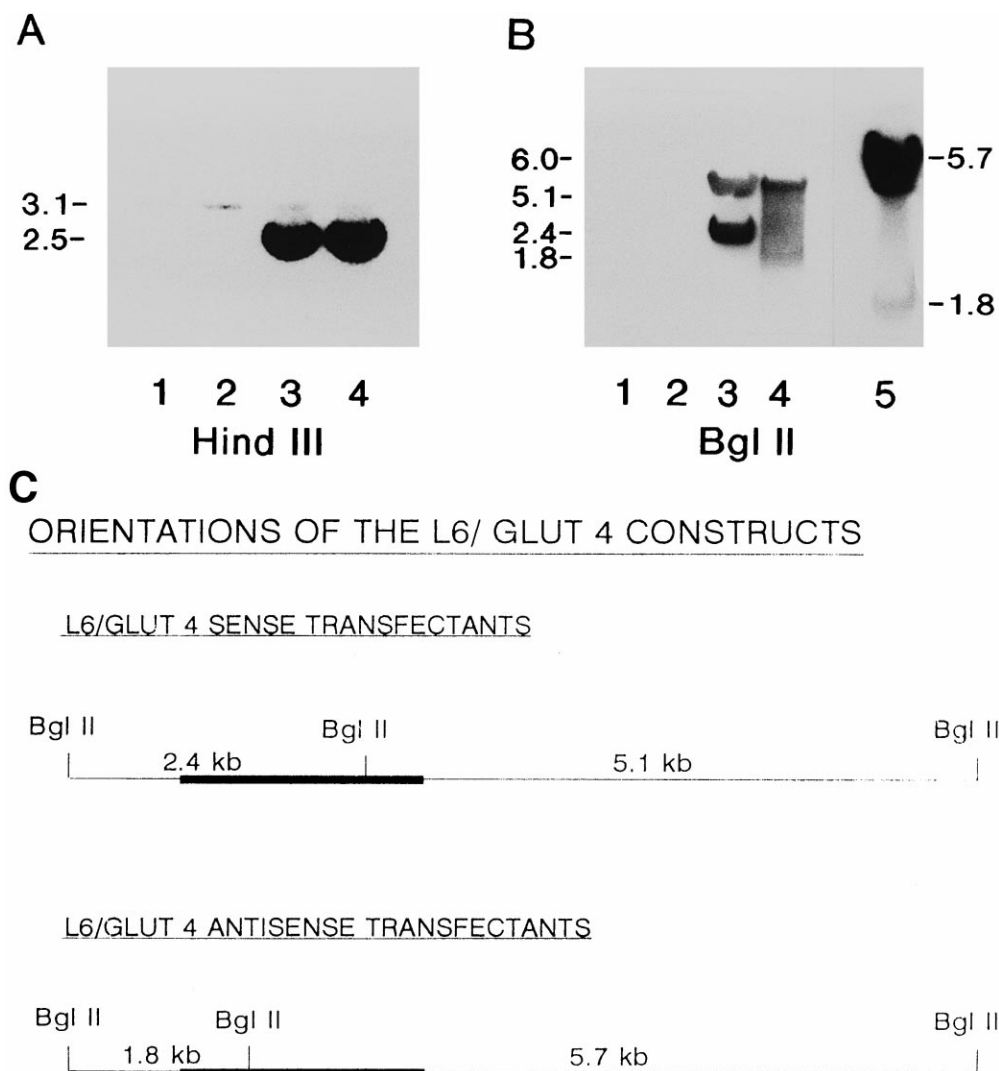 A
3.1-
2.5-
1 2 3 4
Hind III
B
6.0-
5.1-
2.4-
1.8-
-5.7
-1.8
1 2 3 4 5
Bgl II
C
ORIENTATIONS OF THE L6/ GLUT 4 CONSTRUCTS
L6/GLUT 4 SENSE TRANSFECTANTS
Bgl II Bgl II Bgl II
2.4 kb 5.1 kb
L6/GLUT 4 ANTISENSE TRANSFECTANTS
Bgl II Bgl II Bgl II
1.8 kb 5.7 kb